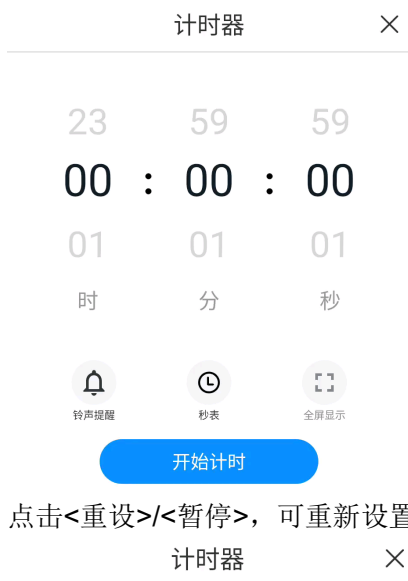 计时器
23 59 59
00 : 00 : 00
01 01 01
时 分 秒
铃声提醒 秒表 全屏显示
开始计时
点击<重设>/<暂停>，可重新设置
计时器